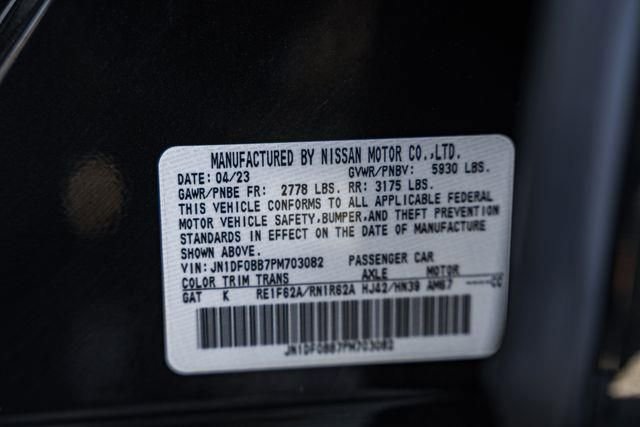 MANUFACTURED BY NISSAN MOTOR CO.,LTD.
DATE: 04/23 GVWR/PNBV: 5930 LBS.
GAWR/PNBE FR: 2778 LBS. RR: 3175 LBS.
THIS VEHICLE CONFORMS TO ALL APPLICABLE FEDERAL
MOTOR VEHICLE SAFETY,BUMPER,AND THEFT PREVENTION
STANDARDS IN EFFECT ON THE DATE OF MANUFACTURE
SHOWN ABOVE.
VIN: JN1DF0BB7PM703082 PASSENGER CAR
COLOR TRIM TRANS AXLE MOTOR
GAT K RE1F62A/RN1R62A HJ42/HN39 AM67 ----CC
JN1DF0BB7PM703082